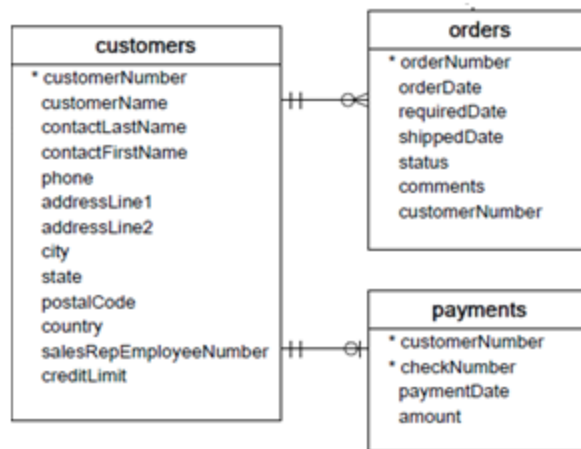 customers
* customerNumber
customerName
contactLastName
contactFirstName
phone
addressLine1
addressLine2
city
state
postalCode
country
salesRepEmployeeNumber
creditLimit
orders
* orderNumber
orderDate
requiredDate
shippedDate
status
comments
customerNumber
payments
* customerNumber
* checkNumber
paymentDate
amount